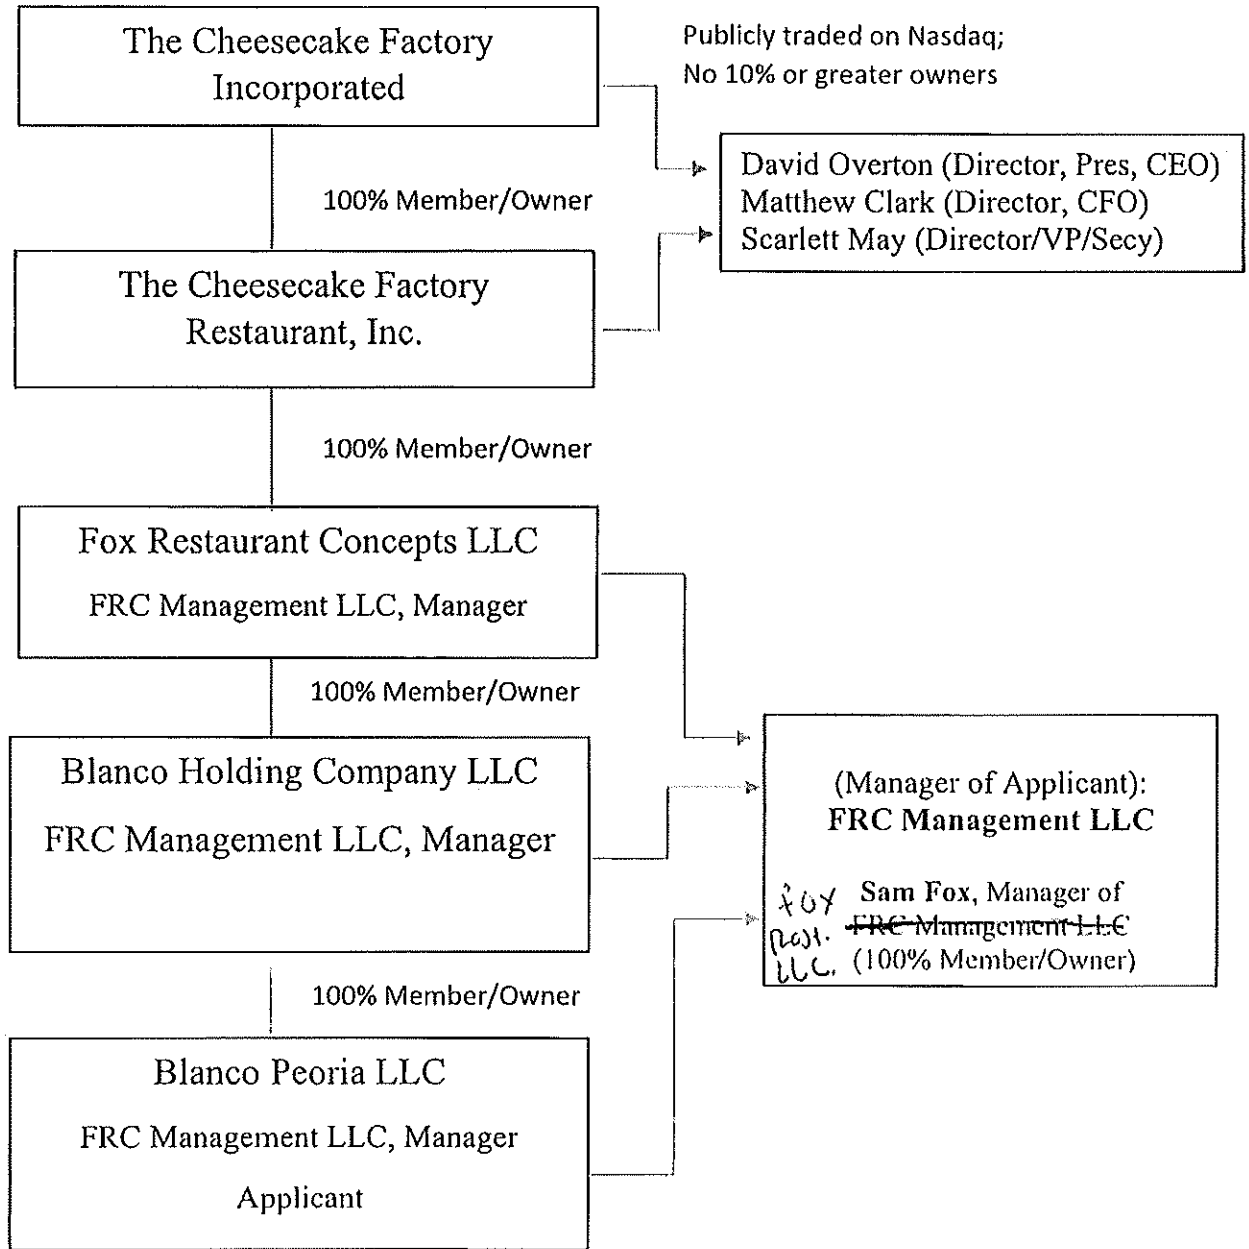 The Cheesecake Factory
Incorporated
Publicly traded on Nasdaq;
No 10% or greater owners
David Overton (Director, Pres, CEO)
Matthew Clark (Director, CFO)
Scarlett May (Director/VP/Secy)
100% Member/Owner
The Cheesecake Factory
Restaurant, Inc.
100% Member/Owner
Fox Restaurant Concepts LLC
FRC Management LLC, Manager
100% Member/Owner
Blanco Holding Company LLC
FRC Management LLC, Manager
(Manager of Applicant):
FRC Management LLC
Sam Fox, Manager of
FRC Management LLC
(100% Member/Owner)
Fox
Rest.
LLC.
100% Member/Owner
Blanco Peoria LLC
FRC Management LLC, Manager
Applicant